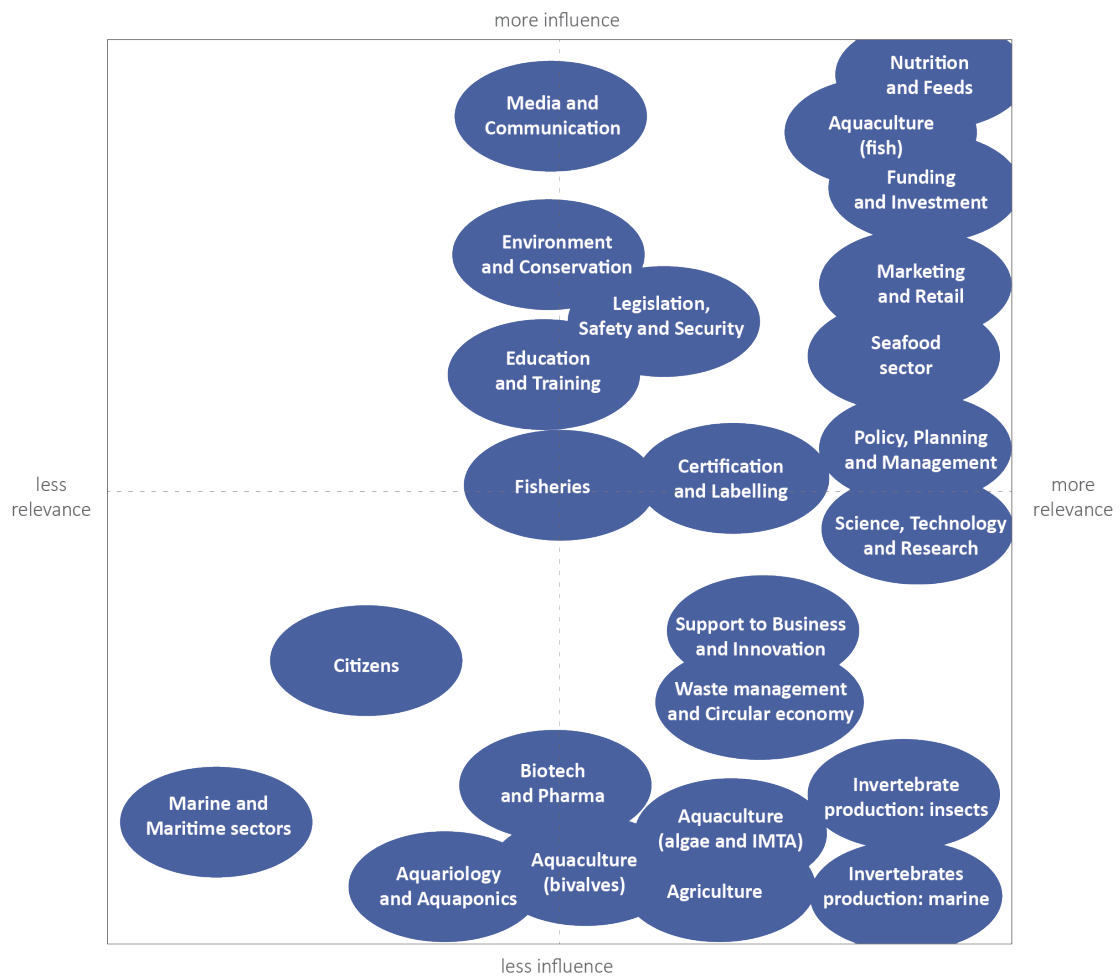 more influence
Nutrition
and Feeds
Media and
Communication
Aquaculture
(fish)
Funding
and Investment
Environment
and Conservation
Marketing
and Retail
Legislation,
Safety and Security
Seafood
sector
Education
and Training
Policy, Planning
and Management
Certification
and Labelling
Fisheries
less
relevance
more
relevance
Science, Technology
and Research
Support to Business
and Innovation
Citizens
Waste management
and Circular economy
Biotech
and Pharma
Invertebrate
production: insects
Marine and
Maritime sectors
Aquaculture
(algae and IMTA)
Aquaculture
(bivalves)
Aquariology
and Aquaponics
Agriculture
Invertebrates
production: marine
less influence